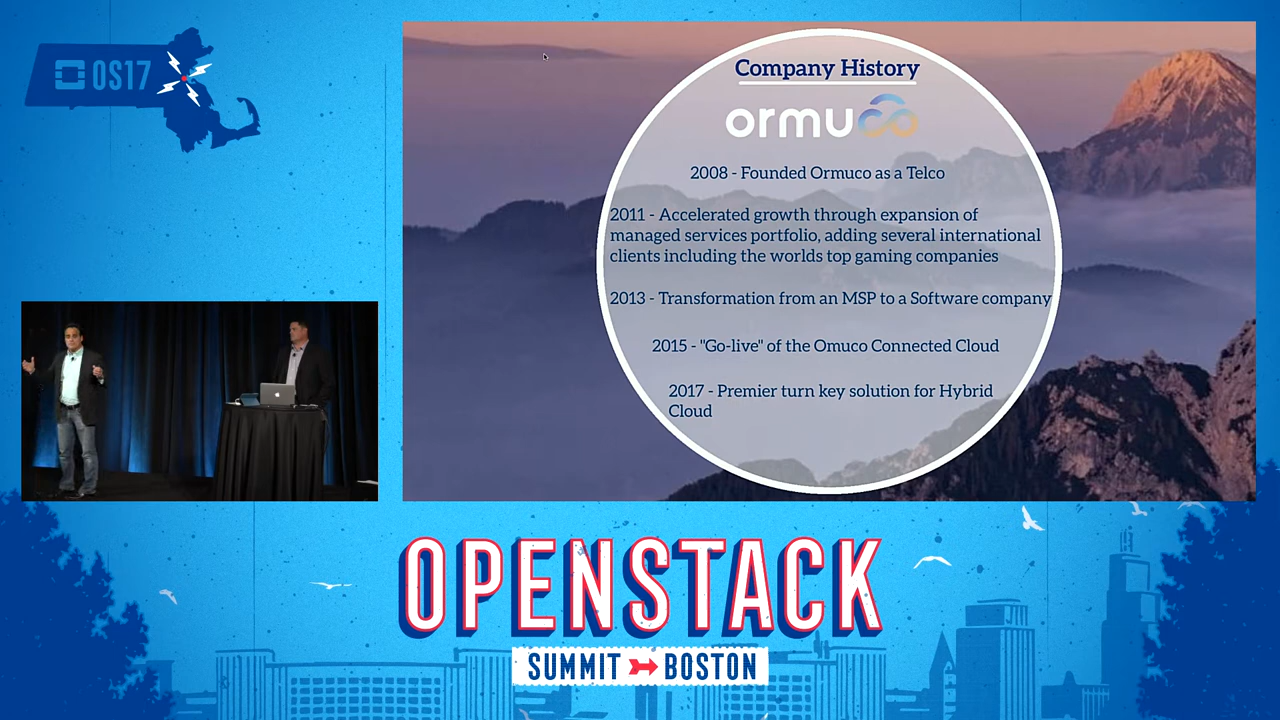 OS17
Company History
ormuco
2008 - Founded Ormuco as a Telco
2011 - Accelerated growth through expansion of
managed services portfolio, adding several international
clients including the worlds top gaming companies
2013 - Transformation from an MSP to a Software company
2015 - "Go-live" of the Omuco Connected Cloud
2017 - Premier turn key solution for Hybrid
Cloud
OPENSTACK
SUMMIT BOSTON